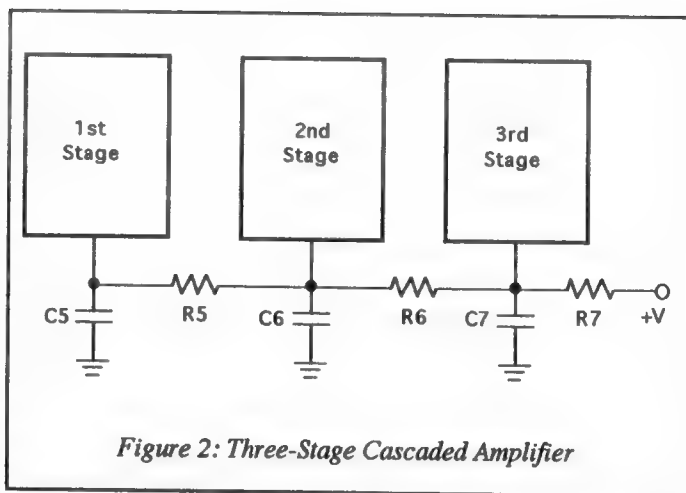 1st
Stage
2nd
Stage
3rd
Stage
C5
R5
C6
R6
C7
R7
+V
Figure 2: Three-Stage Cascaded Amplifier